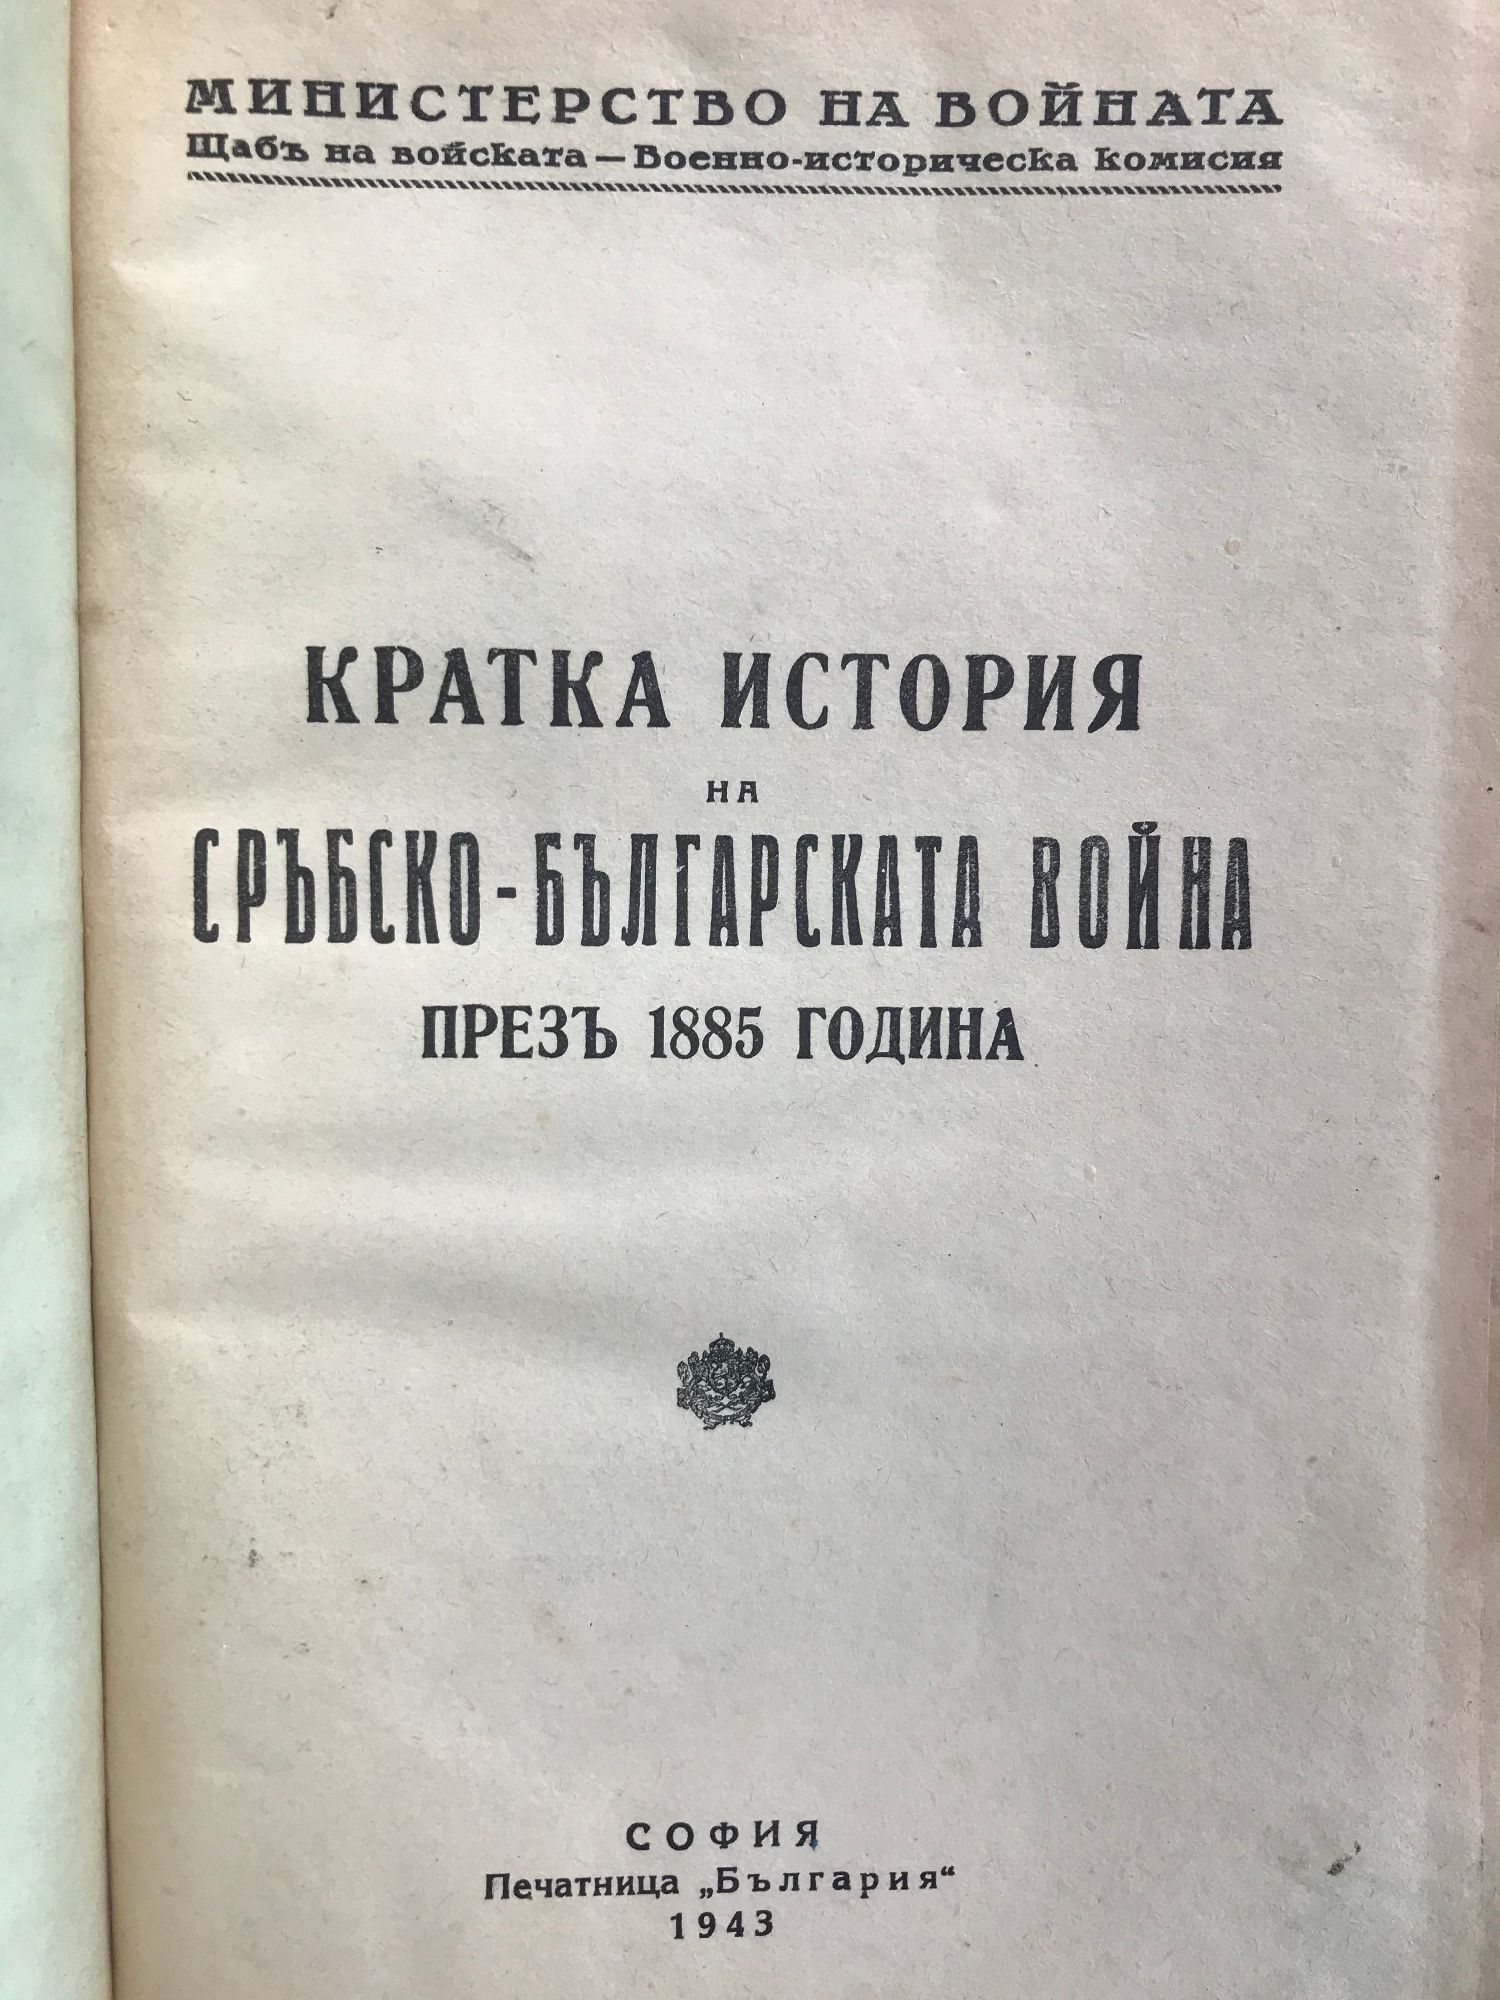 МИНИСТЕРСТВО НА ВОЙНАТА
Щабъ на войската — Военно-историческа комисия
КРАТКА ИСТОРИЯ
НА
СРЪБСКО-БЪЛГАРСКАТА ВОЙНА
ПРЕЗЪ 1885 ГОДИНА
СОФИЯ
Печатница „България“
1943